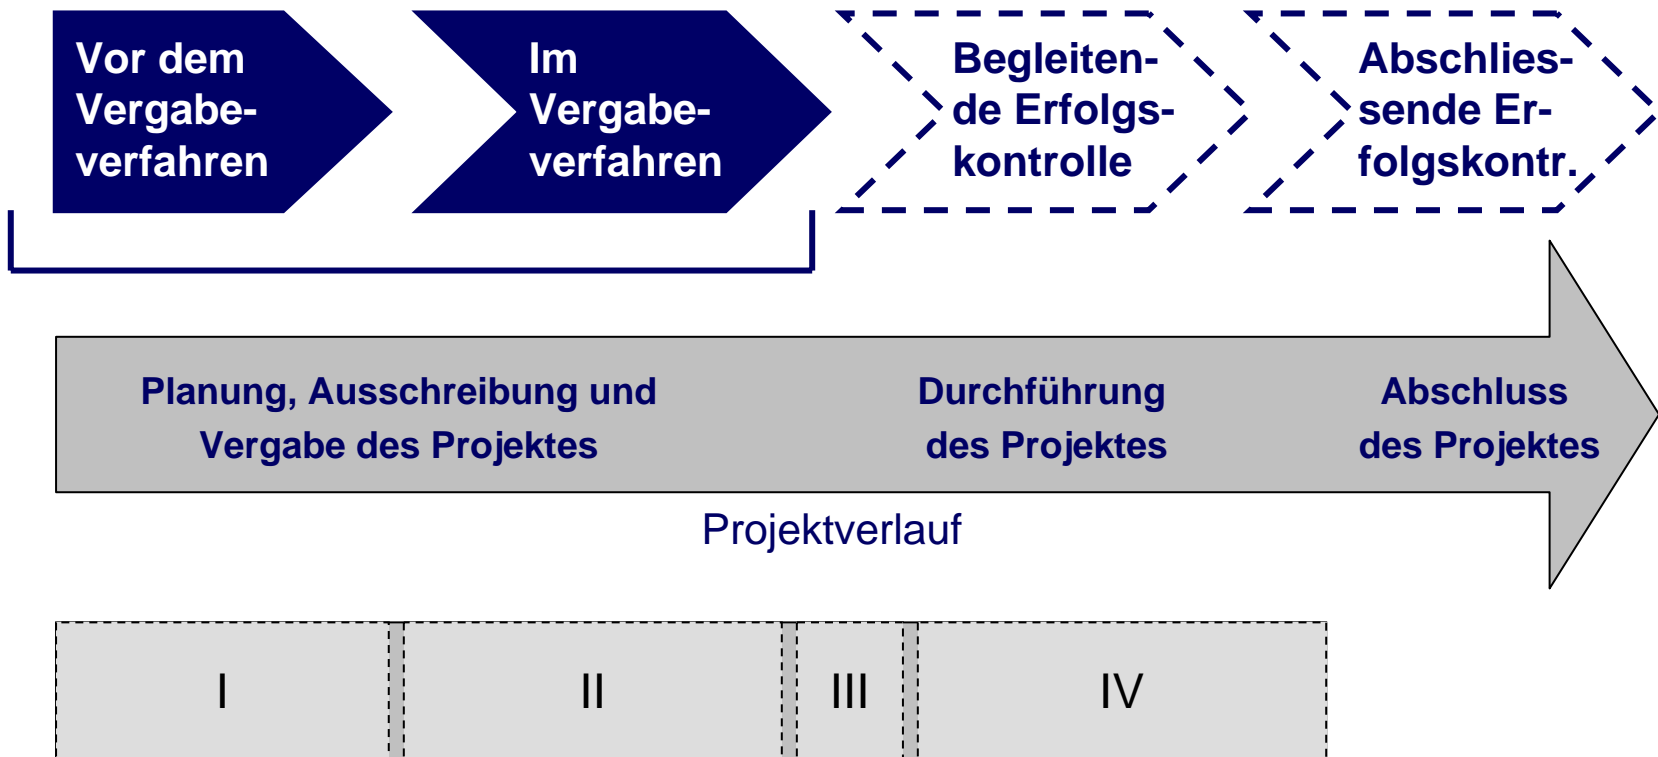 Vor dem
Vergabe-
verfahren
Im
Vergabe-
verfahren
Begleiten-
de Erfolgs-
kontrolle
Abschlies-
sende Er-
folgskontr.
Planung, Ausschreibung und
Vergabe des Projektes
Durchführung
des Projektes
Abschluss
des Projektes
Projektverlauf
I
II
III
IV